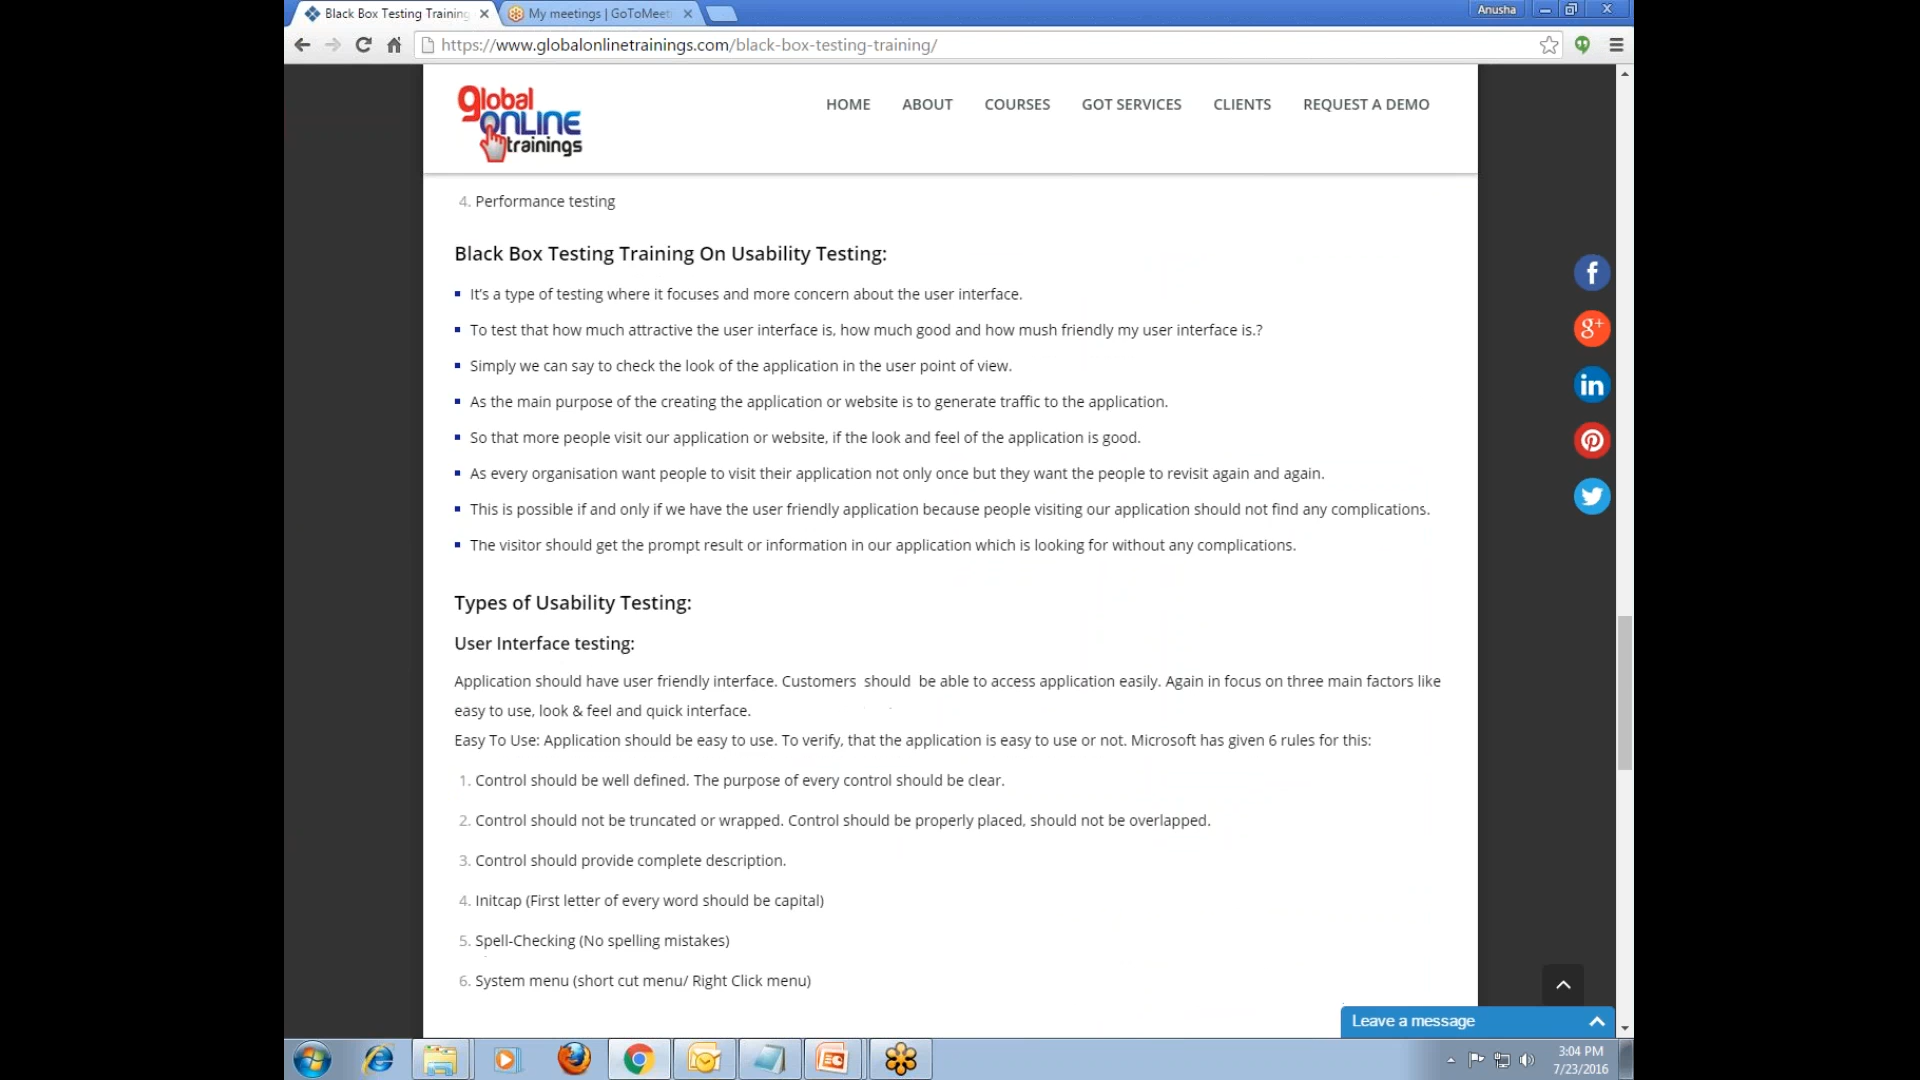 Black Box Testing Training
My meetings | GoToMeeti
Anusha
https://www.globalonlinetrainings.com/black-box-testing-training/
global
ONLINE
trainings
HOME
ABOUT
COURSES
GOT SERVICES
CLIENTS
REQUEST A DEMO
4. Performance testing
Black Box Testing Training On Usability Testing:
It's a type of testing where it focuses and more concern about the user interface.
To test that how much attractive the user interface is, how much good and how mush friendly my user interface is.?
Simply we can say to check the look of the application in the user point of view.
As the main purpose of the creating the application or website is to generate traffic to the application.
So that more people visit our application or website, if the look and feel of the application is good.
As every organisation want people to visit their application not only once but they want the people to revisit again and again.
This is possible if and only if we have the user friendly application because people visiting our application should not find any complications.
The visitor should get the prompt result or information in our application which is looking for without any complications.
Types of Usability Testing:
User Interface testing:
Application should have user friendly interface. Customers should be able to access application easily. Again in focus on three main factors like
easy to use, look & feel and quick interface.
Easy To Use: Application should be easy to use. To verify, that the application is easy to use or not. Microsoft has given 6 rules for this:
1. Control should be well defined. The purpose of every control should be clear.
2. Control should not be truncated or wrapped. Control should be properly placed, should not be overlapped.
3. Control should provide complete description.
4. Initcap (First letter of every word should be capital)
5. Spell-Checking (No spelling mistakes)
6. System menu (short cut menu/ Right Click menu)
Leave a message
3:04 PM
7/23/2016